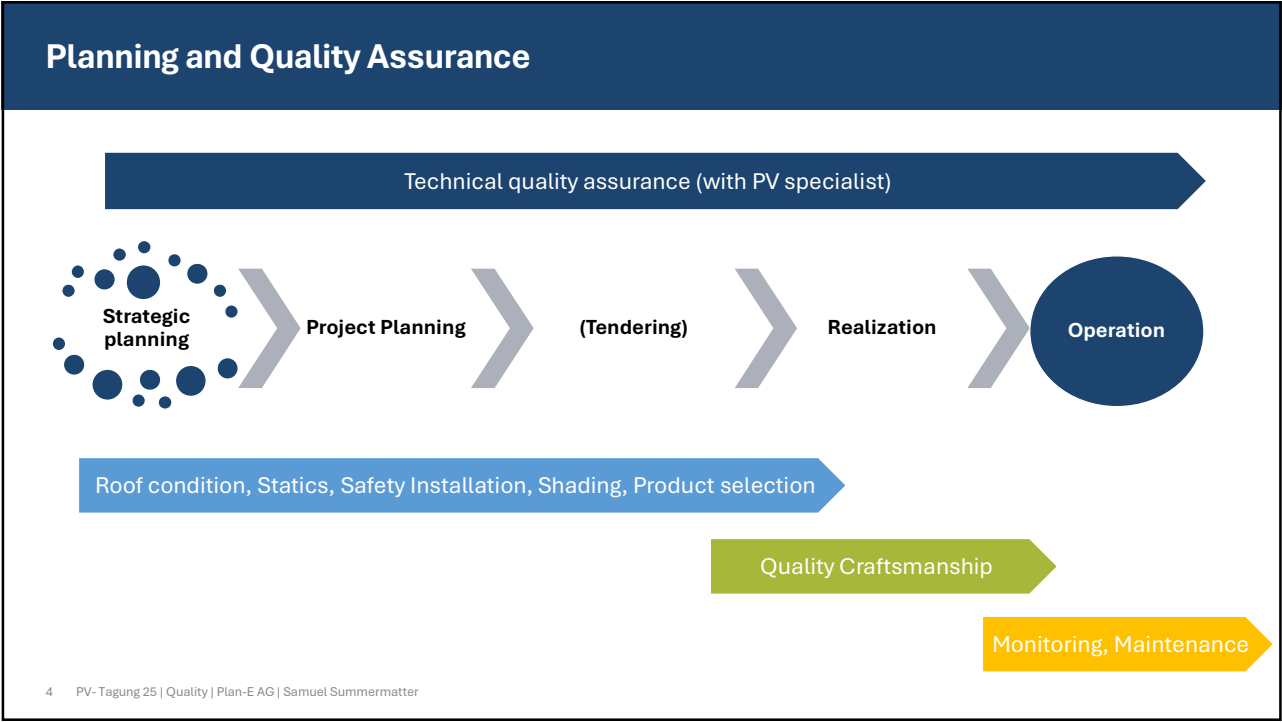 Planning and Quality Assurance
Technical quality assurance (with PV specialist)
Strategic
planning
Project Planning
(Tendering)
Realization
Operation
Roof condition, Statics, Safety Installation, Shading, Product selection
Quality Craftsmanship
Monitoring, Maintenance
4 PV- Tagung 25 | Quality | Plan-E AG | Samuel Summermatter